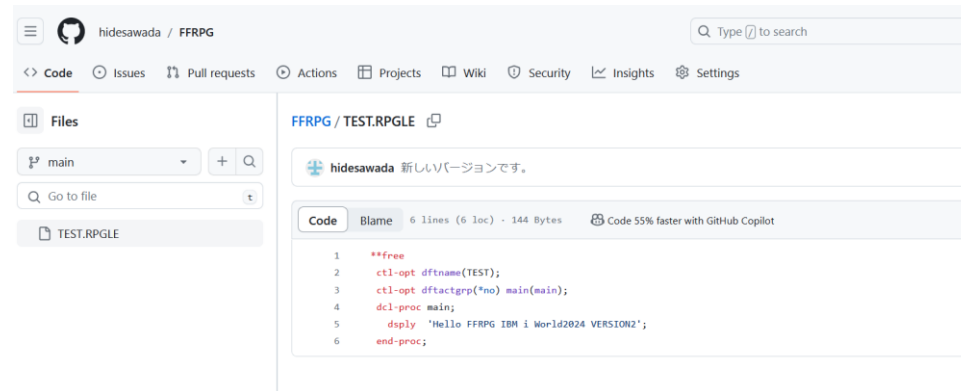 hidesawada / FFRPG
Type / to search
Code Issues Pull requests Actions Projects Wiki Security Insights Settings
Files
main
Go to file t
TEST.RPGLE
FFRPG / TEST.RPGLE
hidesawada 新しいバージョンです。
Code Blame 6 lines (6 loc) · 144 Bytes Code 55% faster with GitHub Copilot
1 **free
2 ctl-opt dftname(TEST);
3 ctl-opt dftactgrp(*no) main(main);
4 dcl-proc main;
5 dsply 'Hello FFRPG IBM i World2024 VERSION2';
6 end-proc;